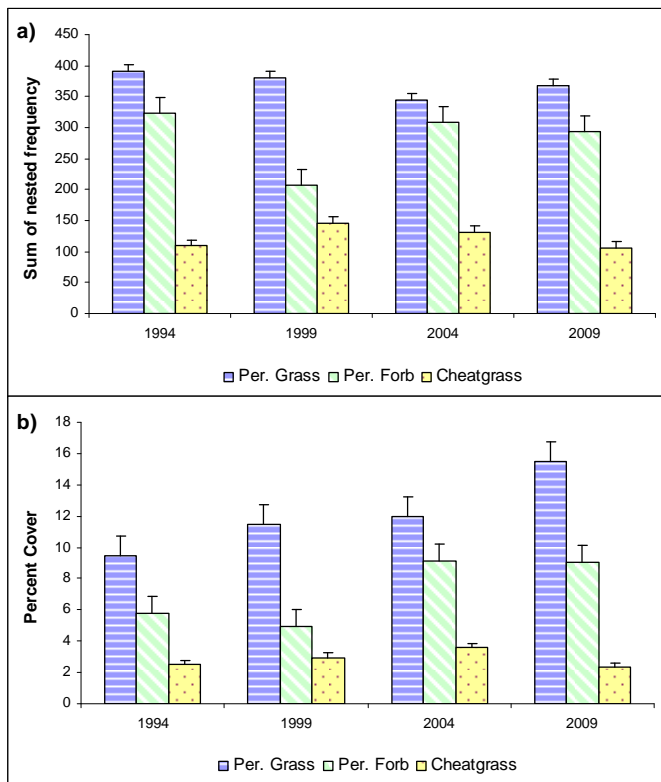 a)
450
400
350
300
250
200
150
100
50
0
Sum of nested frequency
1994 1999 2004 2009
Per. Grass Per. Forb Cheatgrass
b)
18
16
14
12
10
8
6
4
2
0
Percent Cover
1994 1999 2004 2009
Per. Grass Per. Forb Cheatgrass